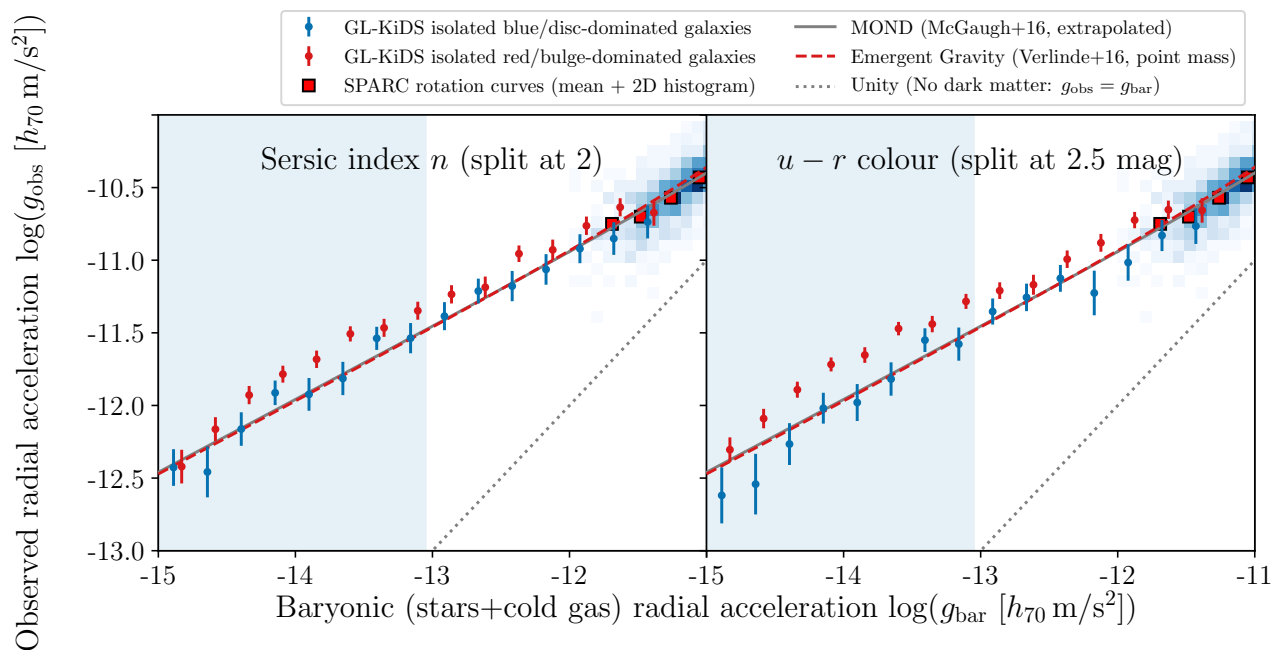 GL-KiDS isolated blue/disc-dominated galaxies
GL-KiDS isolated red/bulge-dominated galaxies
SPARC rotation curves (mean + 2D histogram)
MOND (McGaugh+16, extrapolated)
Emergent Gravity (Verlinde+16, point mass)
Unity (No dark matter: g_obs = g_bar)
Observed radial acceleration log(g_obs [h_70 m/s²])
Sersic index n (split at 2)
u − r colour (split at 2.5 mag)
-10.5
-11.0
-11.5
-12.0
-12.5
-13.0
-15
-14
-13
-12
-15
-14
-13
-12
-11
Baryonic (stars+cold gas) radial acceleration log(g_bar [h_70 m/s²])